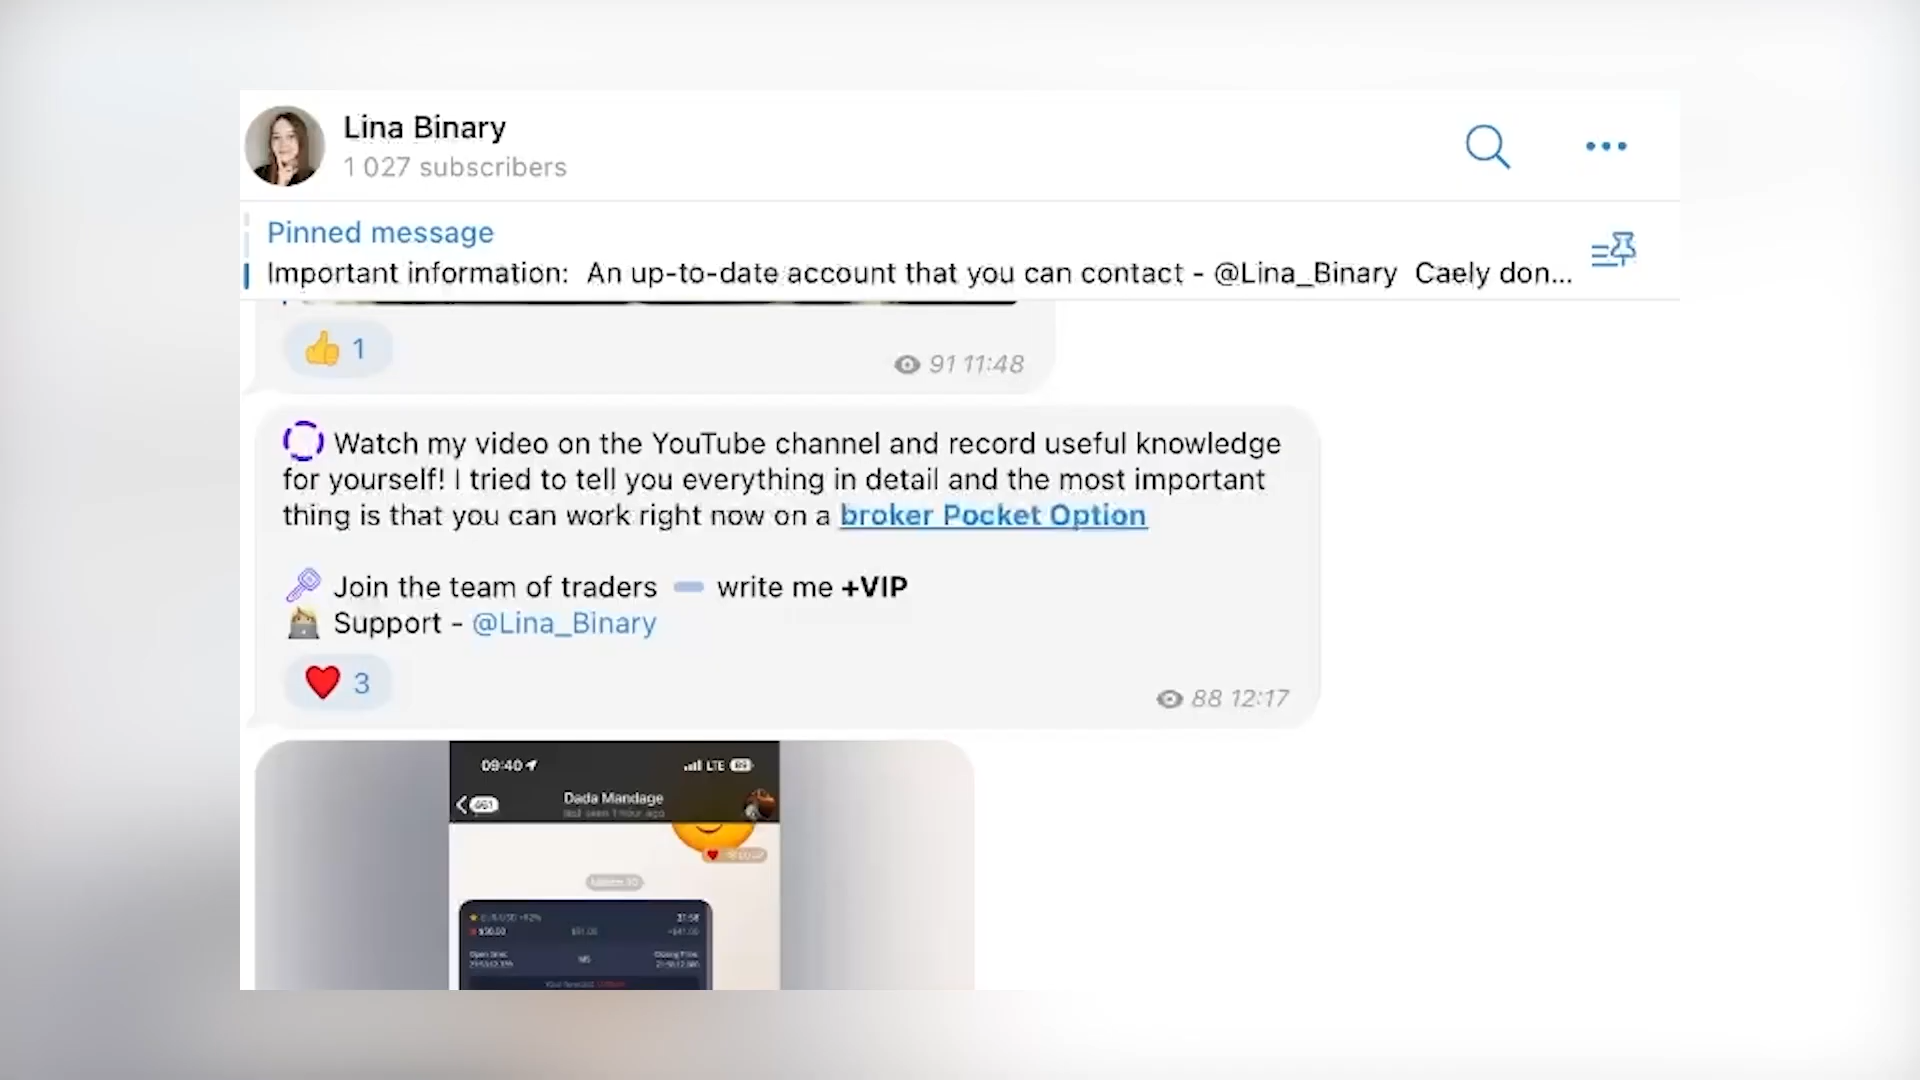 Lina Binary
1 027 subscribers
Pinned message
Important information: An up-to-date account that you can contact - @Lina_Binary Caely don...
1
91 11:48
Watch my video on the YouTube channel and record useful knowledge
for yourself! I tried to tell you everything in detail and the most important
thing is that you can work right now on a broker Pocket Option
Join the team of traders write me +VIP
Support - @Lina_Binary
3
88 12:17
09:40 LTE
Dada Mandage
last seen 1 hour ago